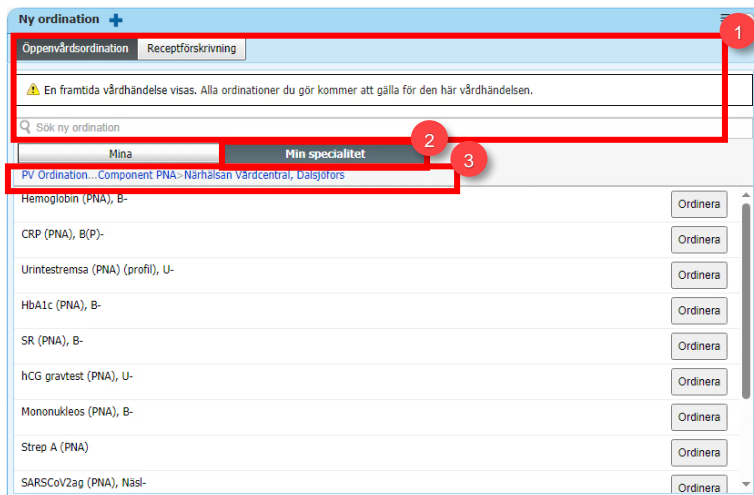 Ny ordination
1
Öppenvårdsordination Receptförskrivning
En framtida vårdhändelse visas. Alla ordinationer du gör kommer att gälla för den här vårdhändelsen.
Sök ny ordination
2
Mina Min specialitet
3
PV Ordination...Component PNA>Närhälsan Vårdcentral, Dalsjöfors
Hemoglobin (PNA), B- Ordinera
CRP (PNA), B(P)- Ordinera
Urintestremsa (PNA) (profil), U- Ordinera
HbA1c (PNA), B- Ordinera
SR (PNA), B- Ordinera
hCG gravtest (PNA), U- Ordinera
Mononukleos (PNA), B- Ordinera
Strep A (PNA) Ordinera
SARSCoV2ag (PNA), Näsl- Ordinera